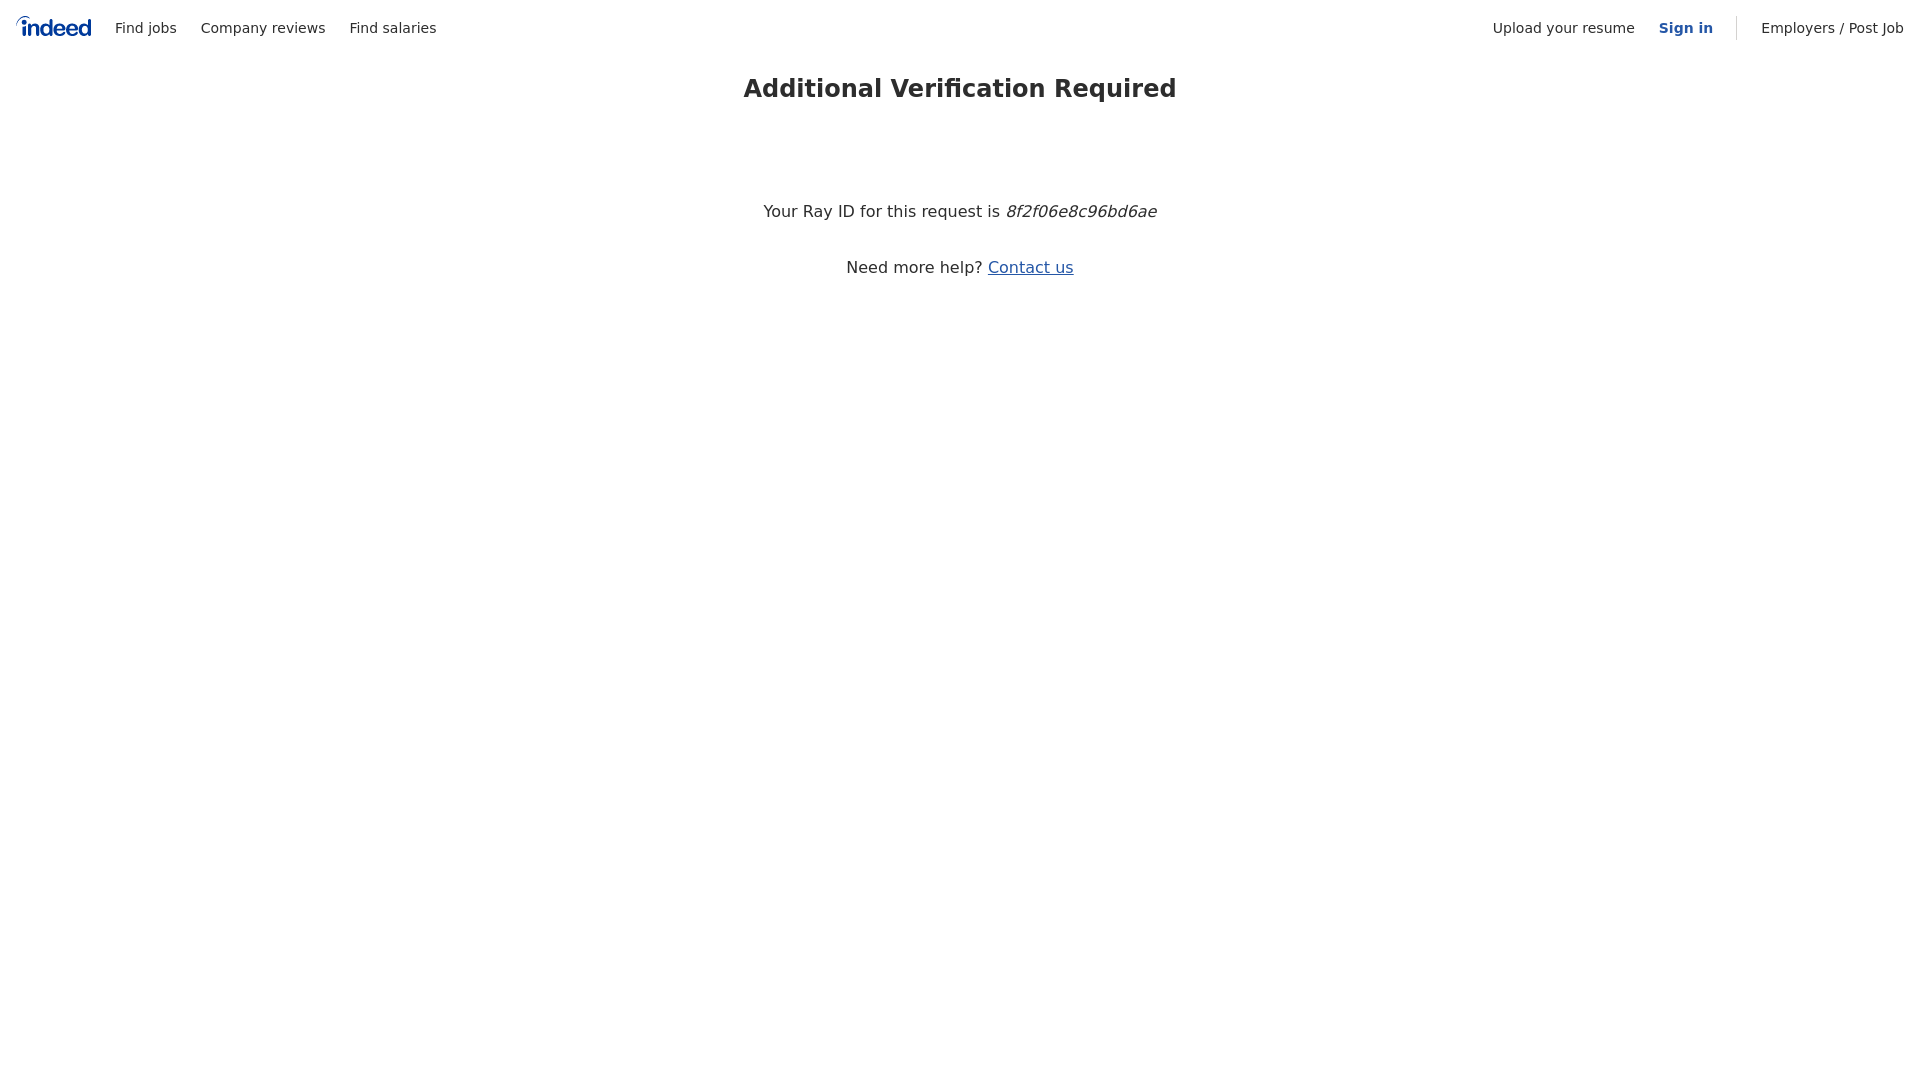 indeed Find jobs Company reviews Find salaries Upload your resume Sign in Employers / Post Job
Additional Verification Required
Your Ray ID for this request is 8f2f06e8c96bd6ae
Need more help? Contact us